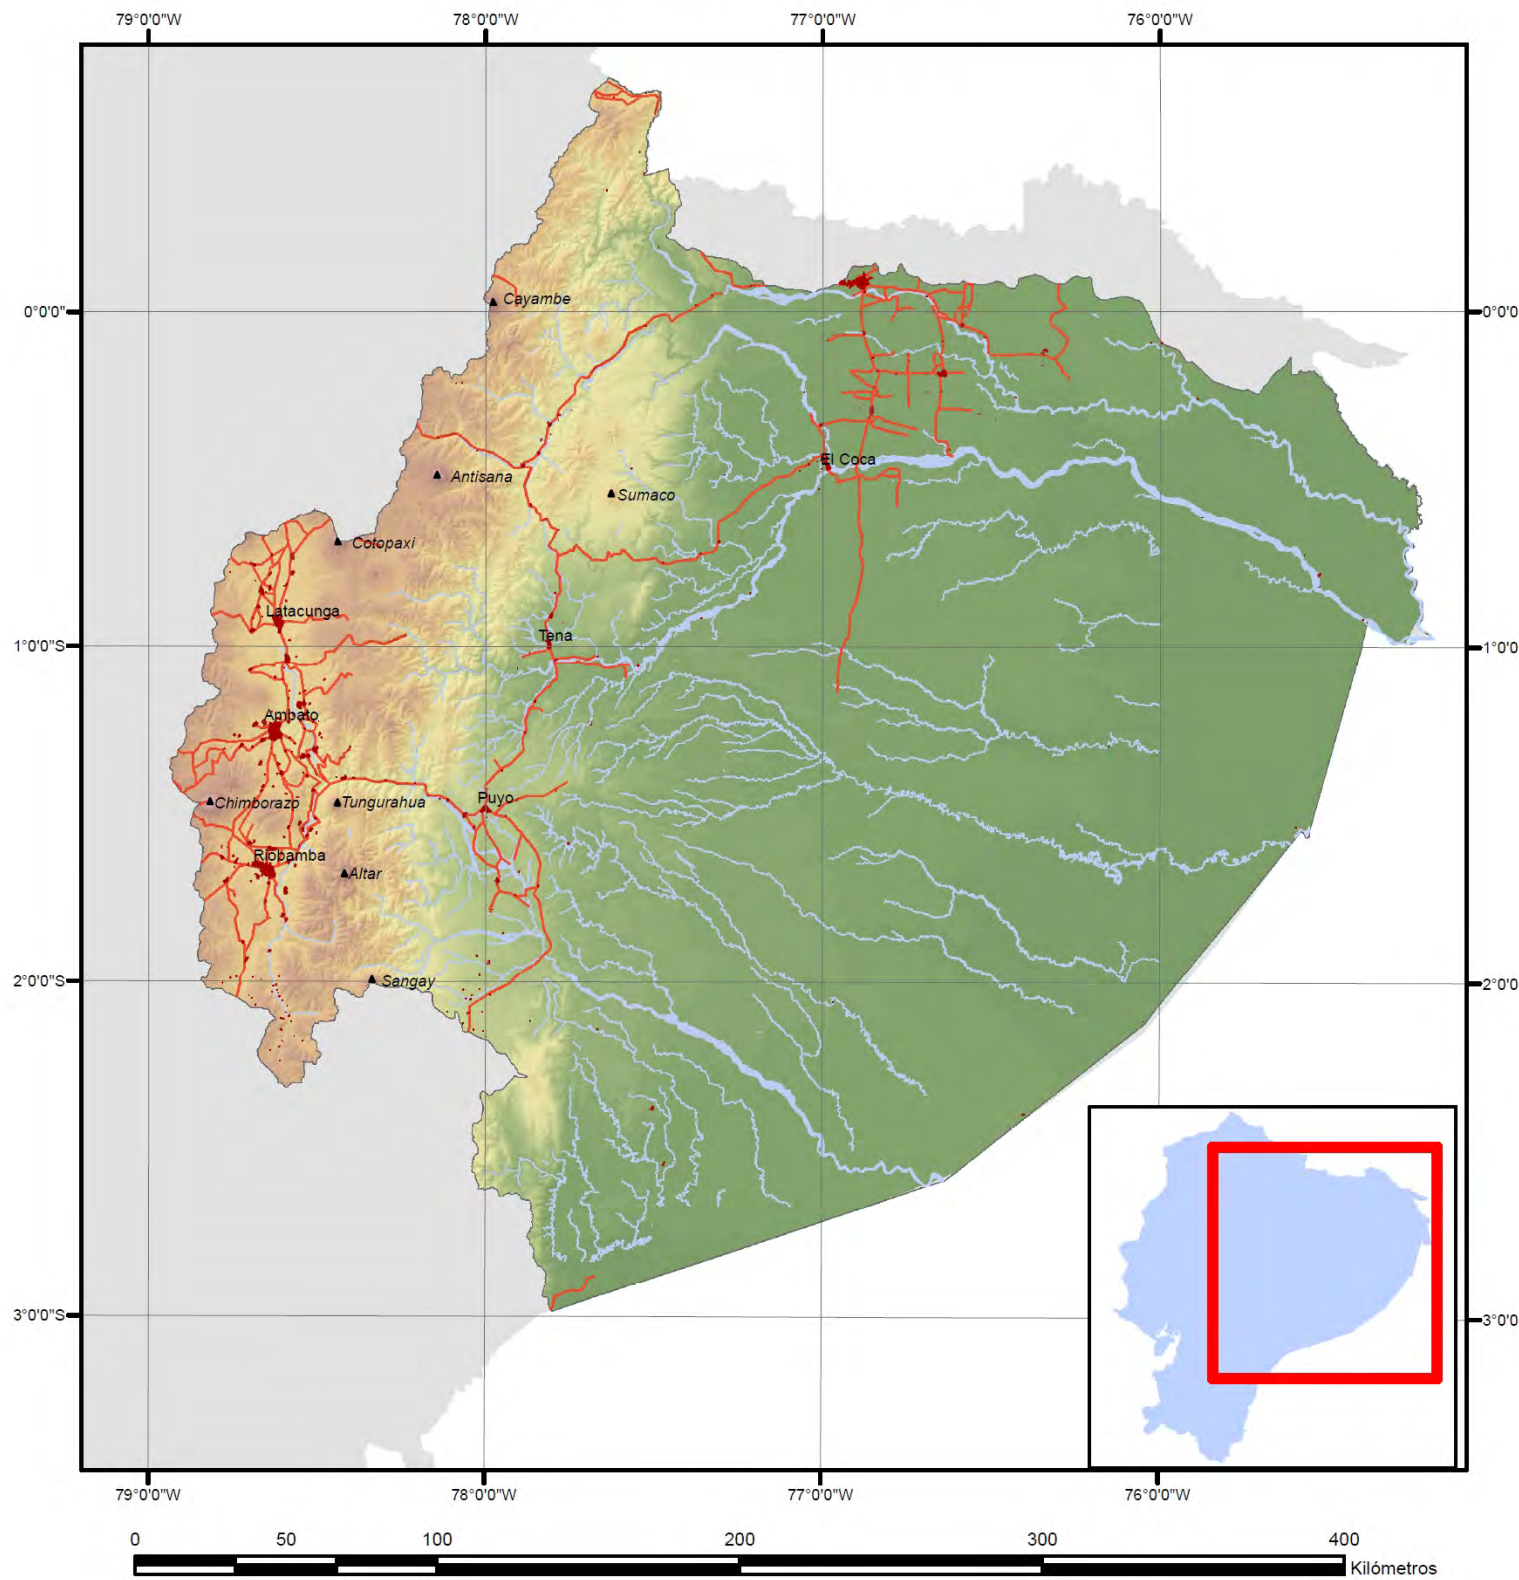 79°0'0"W 78°0'0"W 77°0'0"W 76°0'0"W
Cayambe
0°0'0" 0°0'0
El Coca
Antisana
Sumaco
Cotopaxi
Latacunga
Tena
1°0'0"S 1°0'0
Ambato
Puyo
Chimborazo Tungurahua
Riobamba
Altar
Sangay
2°0'0"S 2°0'0
3°0'0"S 3°0'0
79°0'0"W 78°0'0"W 77°0'0"W 76°0'0"W
0 50 100 200 300 400
Kilómetros